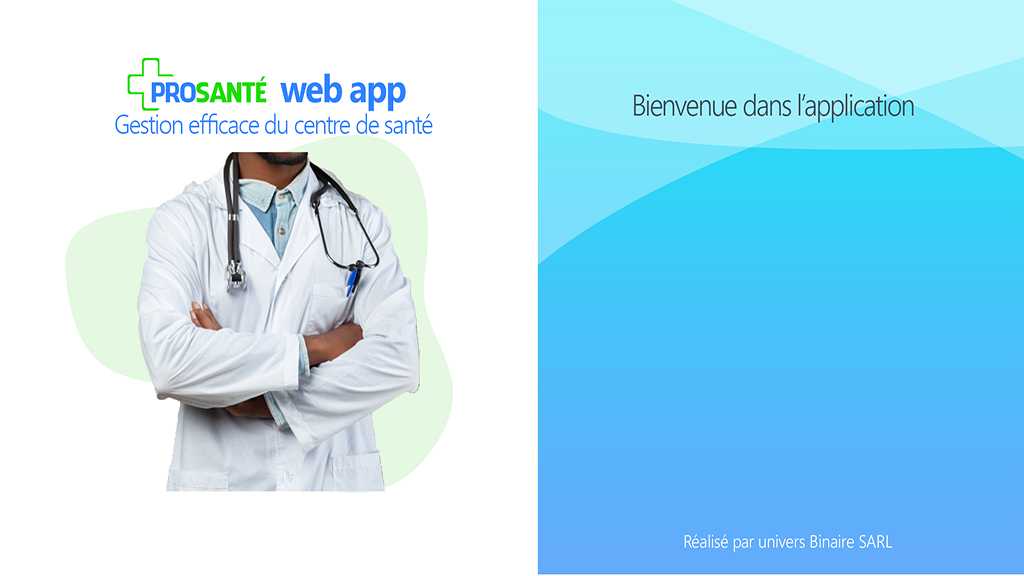 PROSANTÉ web app
Gestion efficace du centre de santé
Bienvenue dans l'application
Réalisé par univers Binaire SARL